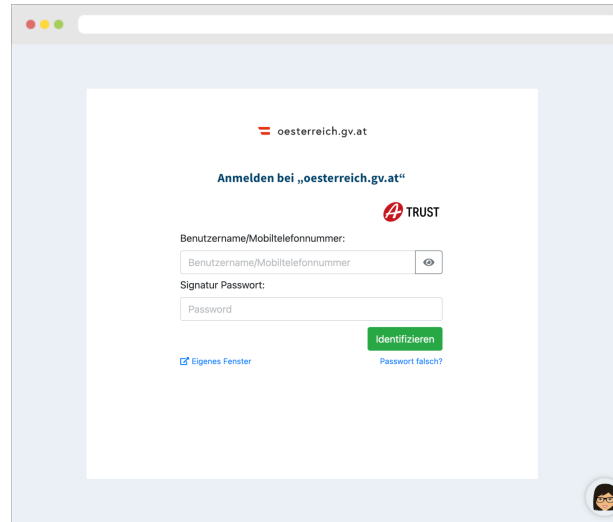 oesterreich.gv.at
Anmelden bei „oesterreich.gv.at“
A TRUST
Benutzername/Mobiltelefonnummer:
Benutzername/Mobiltelefonnummer
Signatur Passwort:
Password
Identifizieren
Eigenes Fenster Passwort falsch?